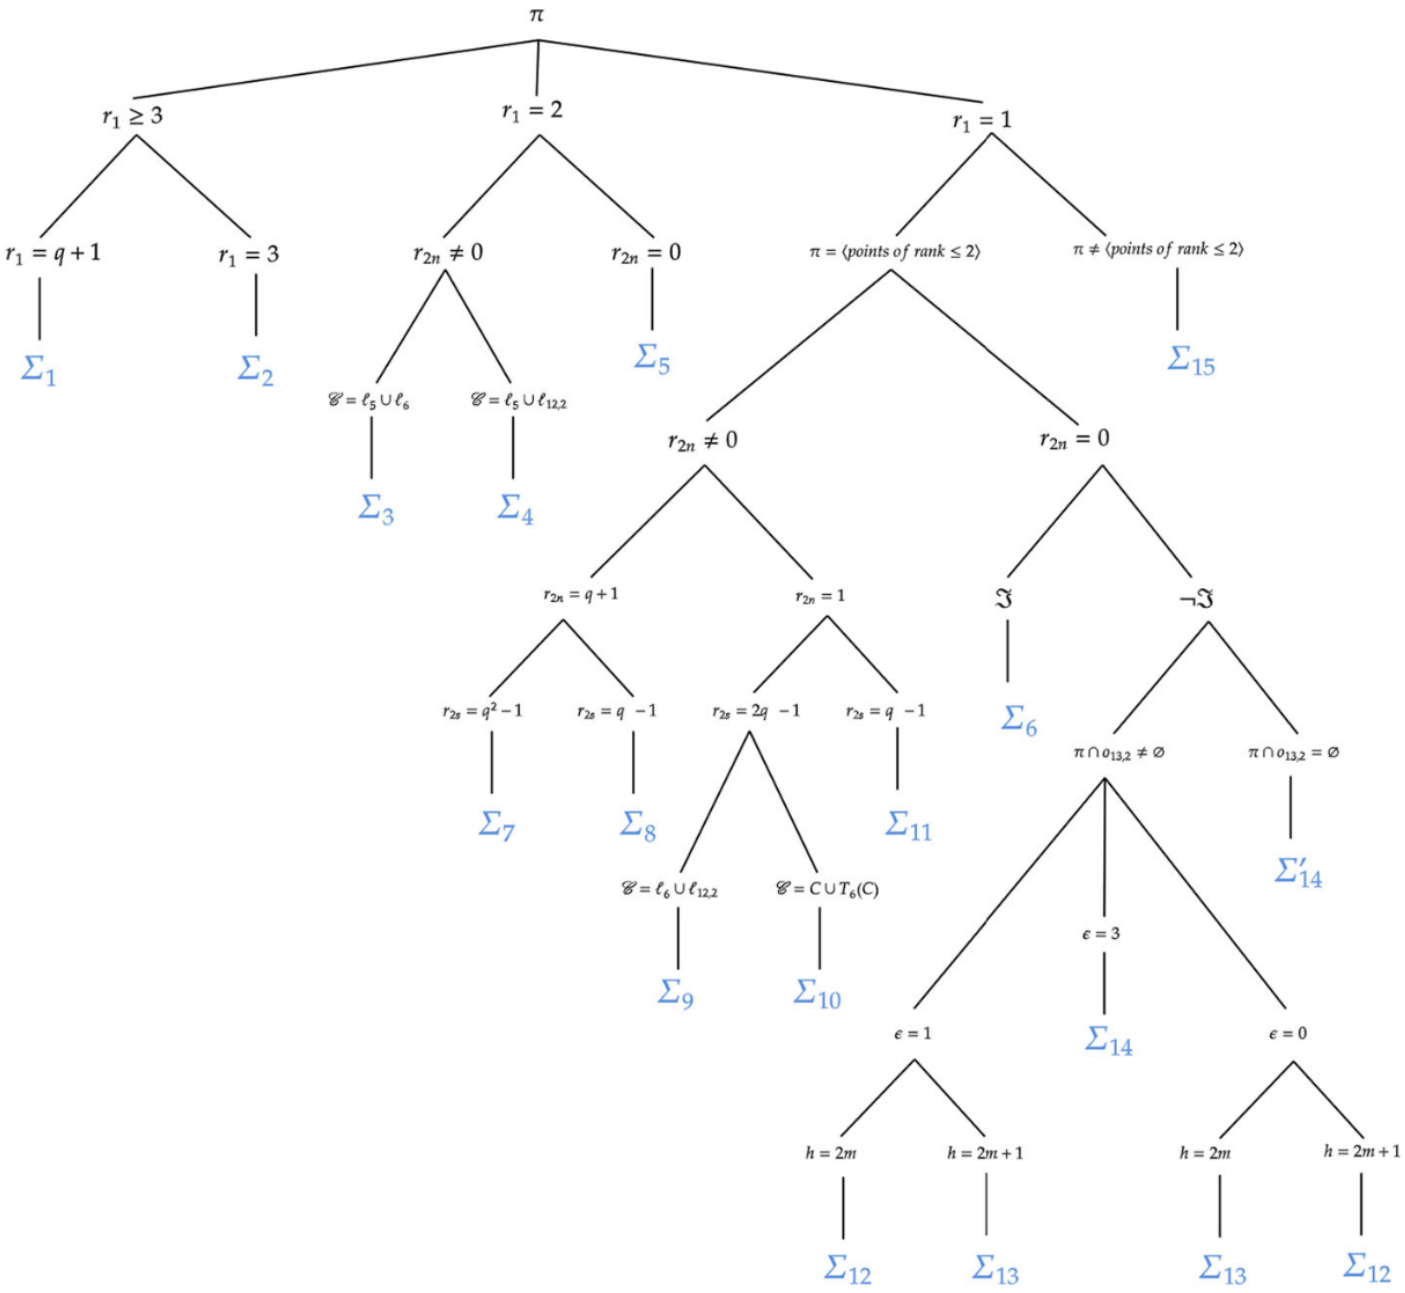 π
r₁ ≥ 3
r₁ = 2
r₁ = 1
r₁ = q + 1
r₁ = 3
r₂ₙ ≠ 0
r₂ₙ = 0
π = ⟨points of rank ≤ 2⟩
π ≠ ⟨points of rank ≤ 2⟩
Σ₁
Σ₂
Σ₅
Σ₁₅
𝒞 = ℓ₅ ∪ ℓ₆
𝒞 = ℓ₅ ∪ ℓ₁₂,₂
r₂ₙ ≠ 0
r₂ₙ = 0
Σ₃
Σ₄
r₂ₙ = q + 1
r₂ₙ = 1
ℑ
¬ℑ
r₂ₛ = q² − 1
r₂ₛ = q − 1
r₂ₛ = 2q − 1
r₂ₛ = q − 1
Σ₆
π ∩ o₁₃,₂ ≠ ∅
π ∩ o₁₃,₂ = ∅
Σ₇
Σ₈
Σ₁₁
Σ′₁₄
𝒞 = ℓ₆ ∪ ℓ₁₂,₂
𝒞 = C ∪ T₆(C)
ϵ = 3
Σ₉
Σ₁₀
ϵ = 1
Σ₁₄
ϵ = 0
h = 2m
h = 2m + 1
h = 2m
h = 2m + 1
Σ₁₂
Σ₁₃
Σ₁₃
Σ₁₂